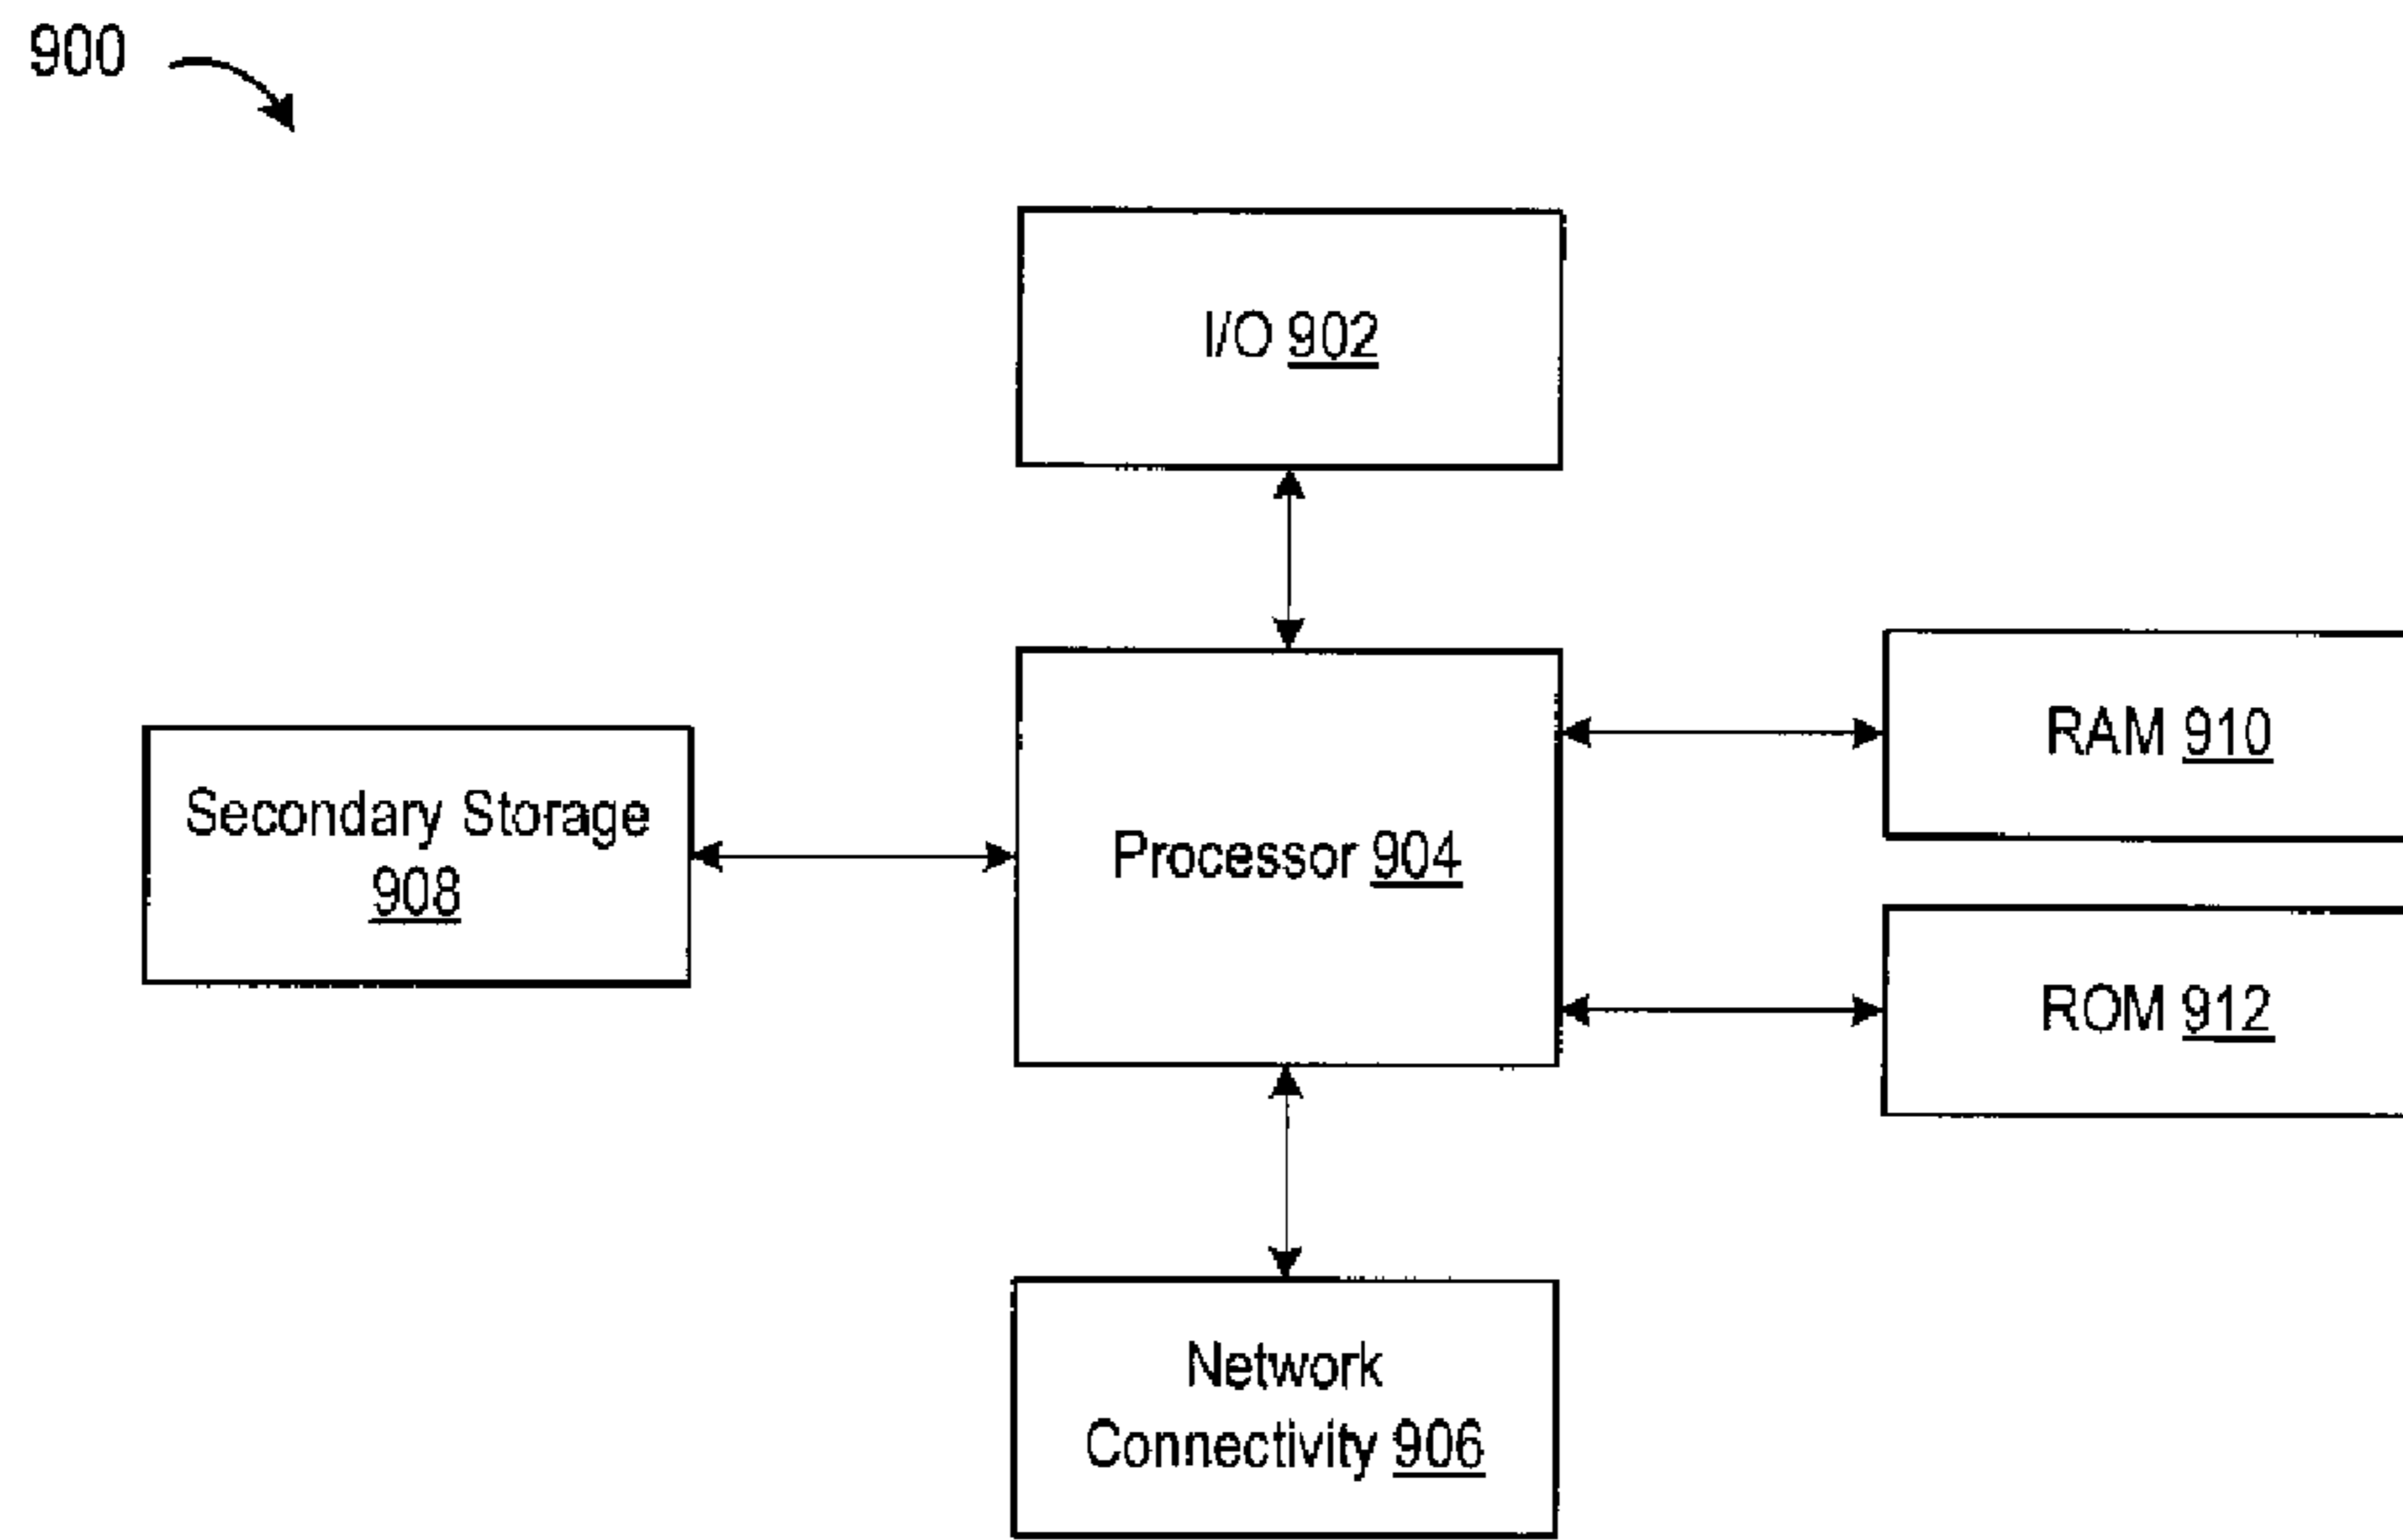 900
I/O 902
RAM 910
Secondary Storage
908
Processor 904
ROM 912
Network
Connectivity 906